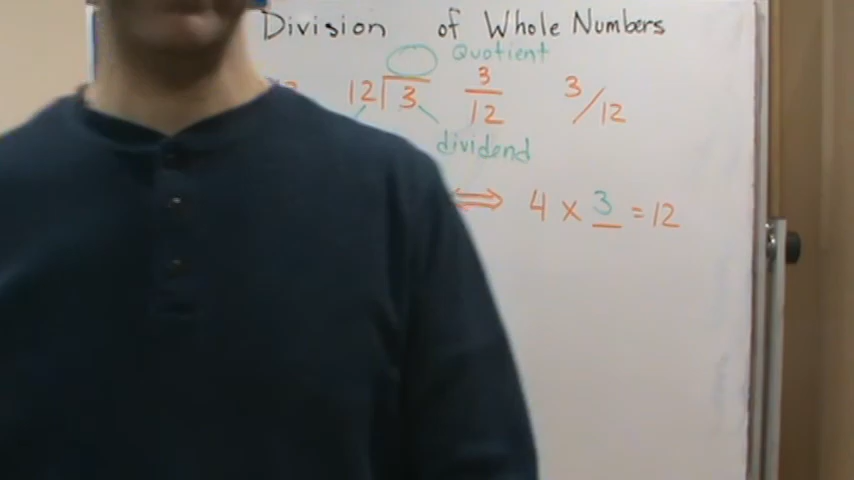 Division of Whole Numbers
Quotient
12 3 3/12 3/12
dividend
⇔ 4 x 3 = 12